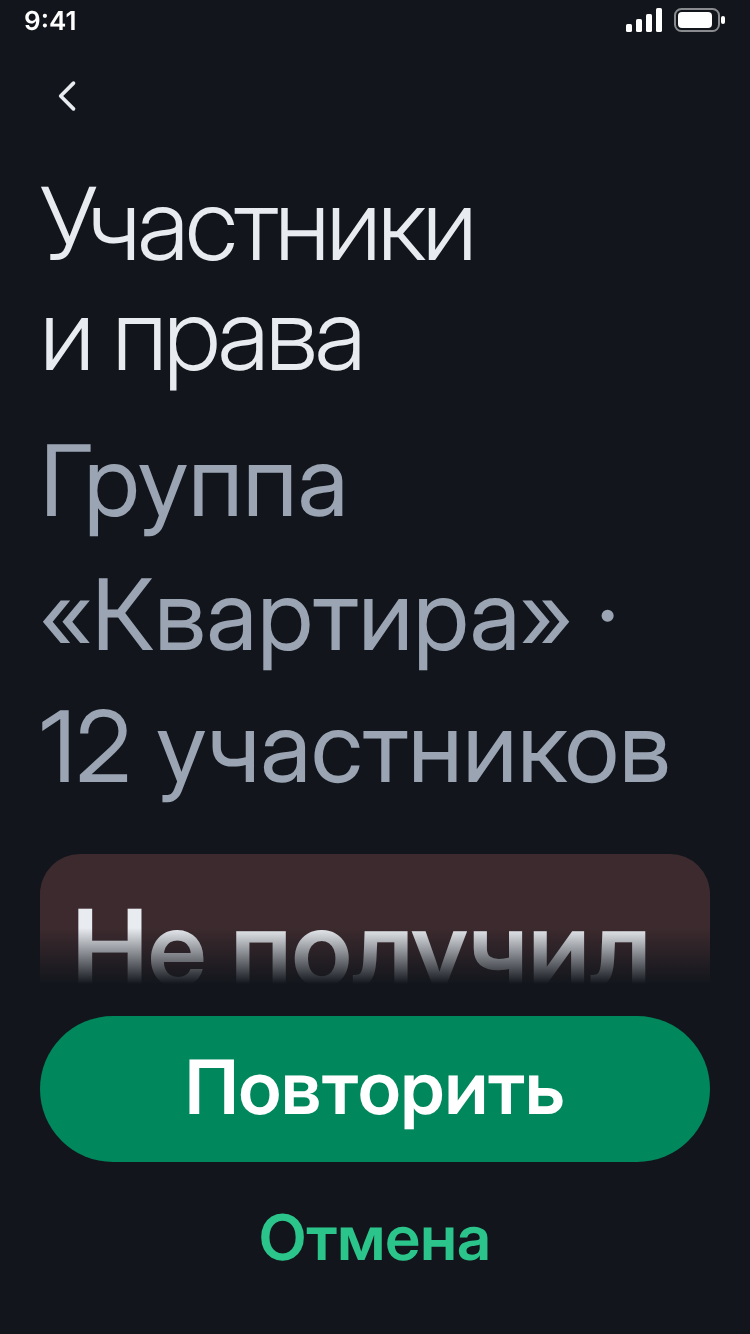 9:41
Участники
и права
Группа
«Квартира» ·
12 участников
Не получил
Повторить
Отмена